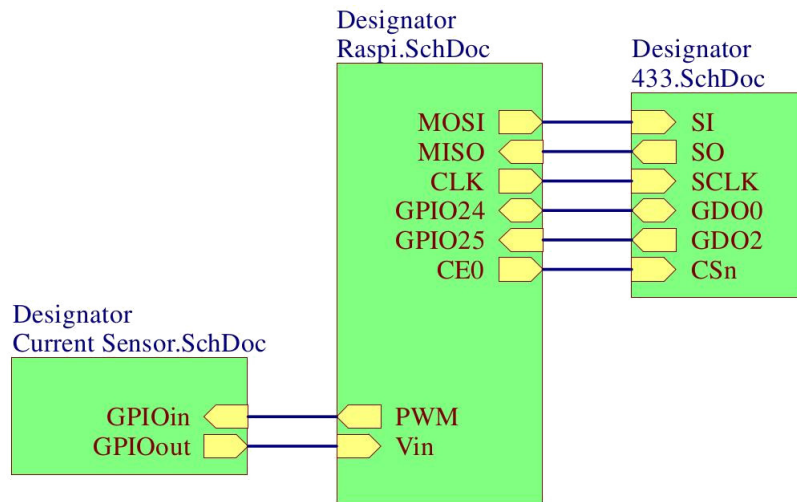 Designator
Raspi.SchDoc
Designator
433.SchDoc
MOSI
SI
MISO
SO
CLK
SCLK
GPIO24
GDO0
GPIO25
GDO2
CE0
CSn
Designator
Current Sensor.SchDoc
GPIOin
PWM
GPIOout
Vin